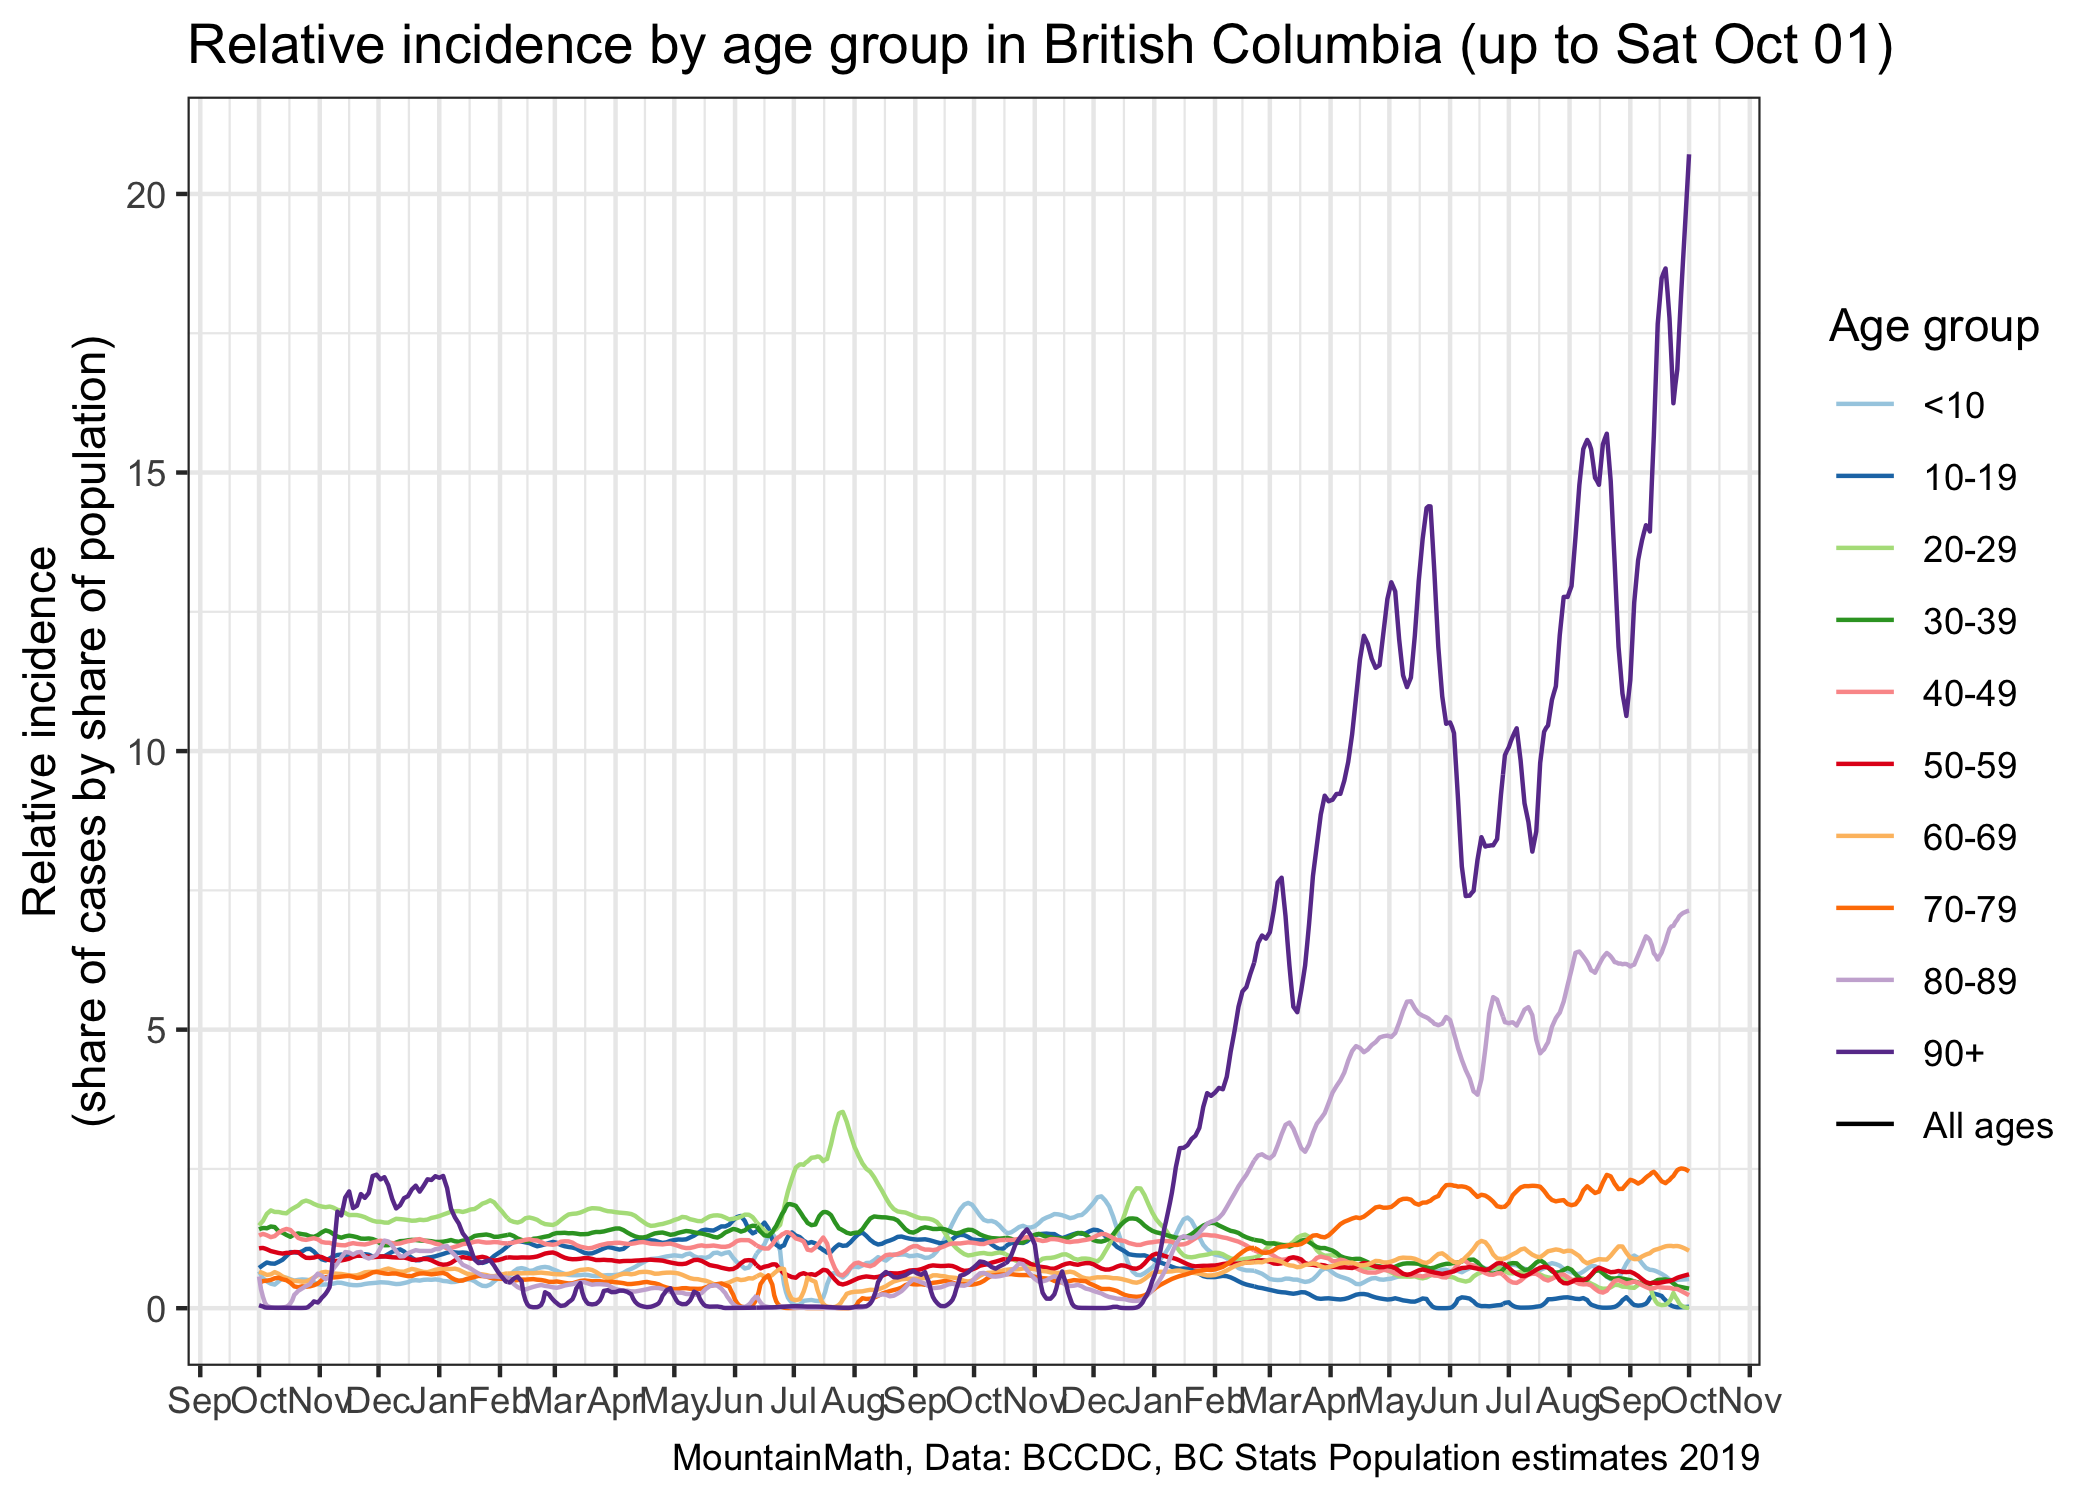 Relative incidence by age group in British Columbia (up to Sat Oct 01)
Relative incidence
(share of cases by share of population)
20
15
10
5
0
Sep Oct Nov Dec Jan Feb Mar Apr May Jun Jul Aug Sep Oct Nov Dec Jan Feb Mar Apr May Jun Jul Aug Sep Oct Nov
Age group
<10
10-19
20-29
30-39
40-49
50-59
60-69
70-79
80-89
90+
All ages
MountainMath, Data: BCCDC, BC Stats Population estimates 2019